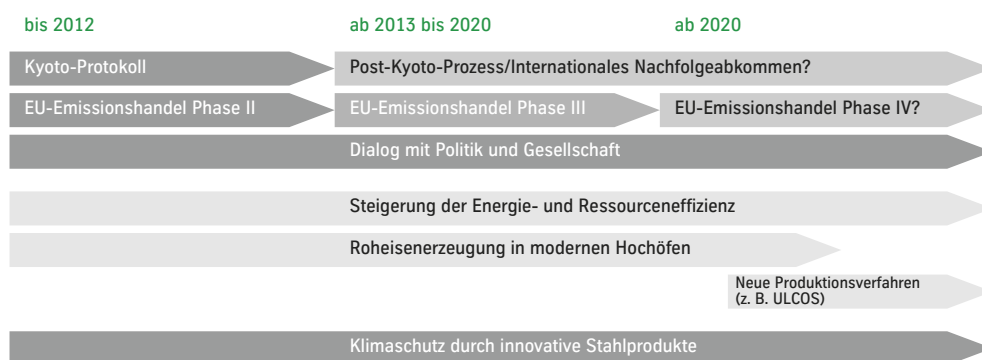 bis 2012
ab 2013 bis 2020
ab 2020
Kyoto-Protokoll
Post-Kyoto-Prozess/Internationales Nachfolgeabkommen?
EU-Emissionshandel Phase II
EU-Emissionshandel Phase III
EU-Emissionshandel Phase IV?
Dialog mit Politik und Gesellschaft
Steigerung der Energie- und Ressourceneffizienz
Roheisenerzeugung in modernen Hochöfen
Neue Produktionsverfahren
(z. B. ULCOS)
Klimaschutz durch innovative Stahlprodukte